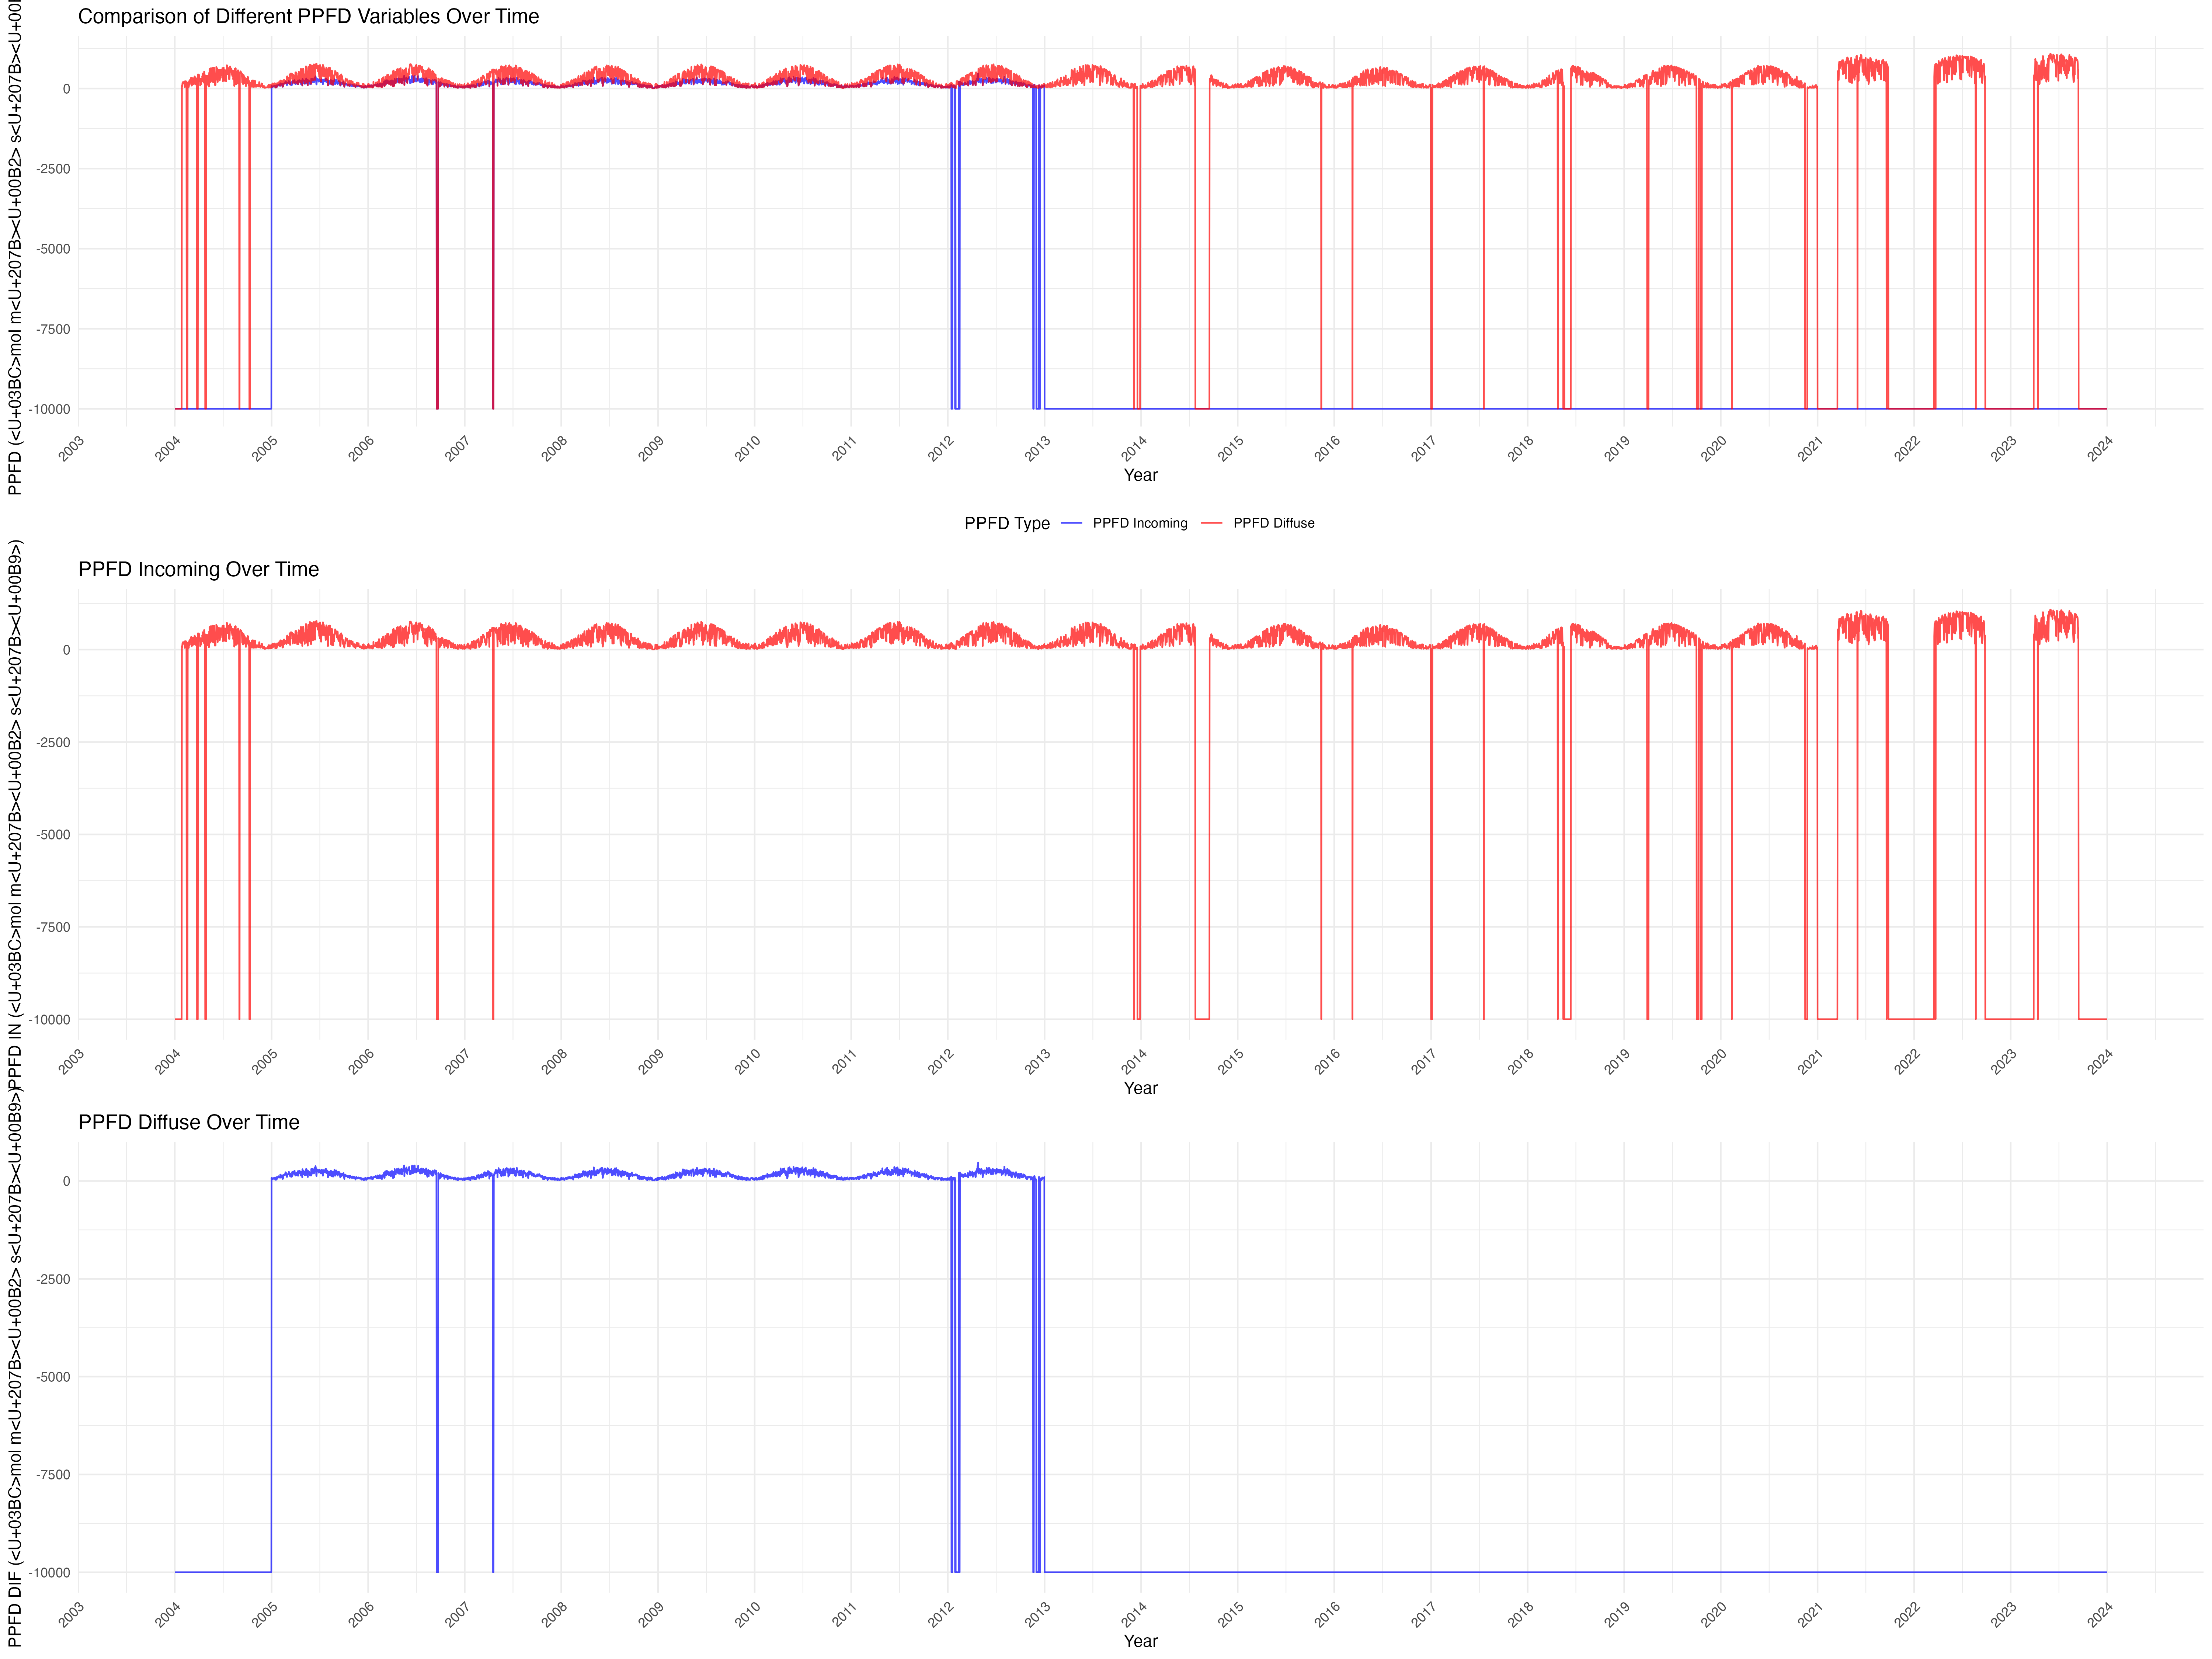 Comparison of Different PPFD Variables Over Time
PPFD (<U+03BC>mol m<U+207B><U+00B2> s<U+207B><U+00
0
-2500
-5000
-7500
-10000
2003 2004 2005 2006 2007 2008 2009 2010 2011 2012 2013 2014 2015 2016 2017 2018 2019 2020 2021 2022 2023 2024
Year
PPFD Type PPFD Incoming PPFD Diffuse
PPFD Incoming Over Time
PPFD IN (<U+03BC>mol m<U+207B><U+00B2> s<U+207B><U+00B9>)
0
-2500
-5000
-7500
-10000
2003 2004 2005 2006 2007 2008 2009 2010 2011 2012 2013 2014 2015 2016 2017 2018 2019 2020 2021 2022 2023 2024
Year
PPFD Diffuse Over Time
PPFD DIF (<U+03BC>mol m<U+207B><U+00B2> s<U+207B><U+00B9>)
0
-2500
-5000
-7500
-10000
2003 2004 2005 2006 2007 2008 2009 2010 2011 2012 2013 2014 2015 2016 2017 2018 2019 2020 2021 2022 2023 2024
Year